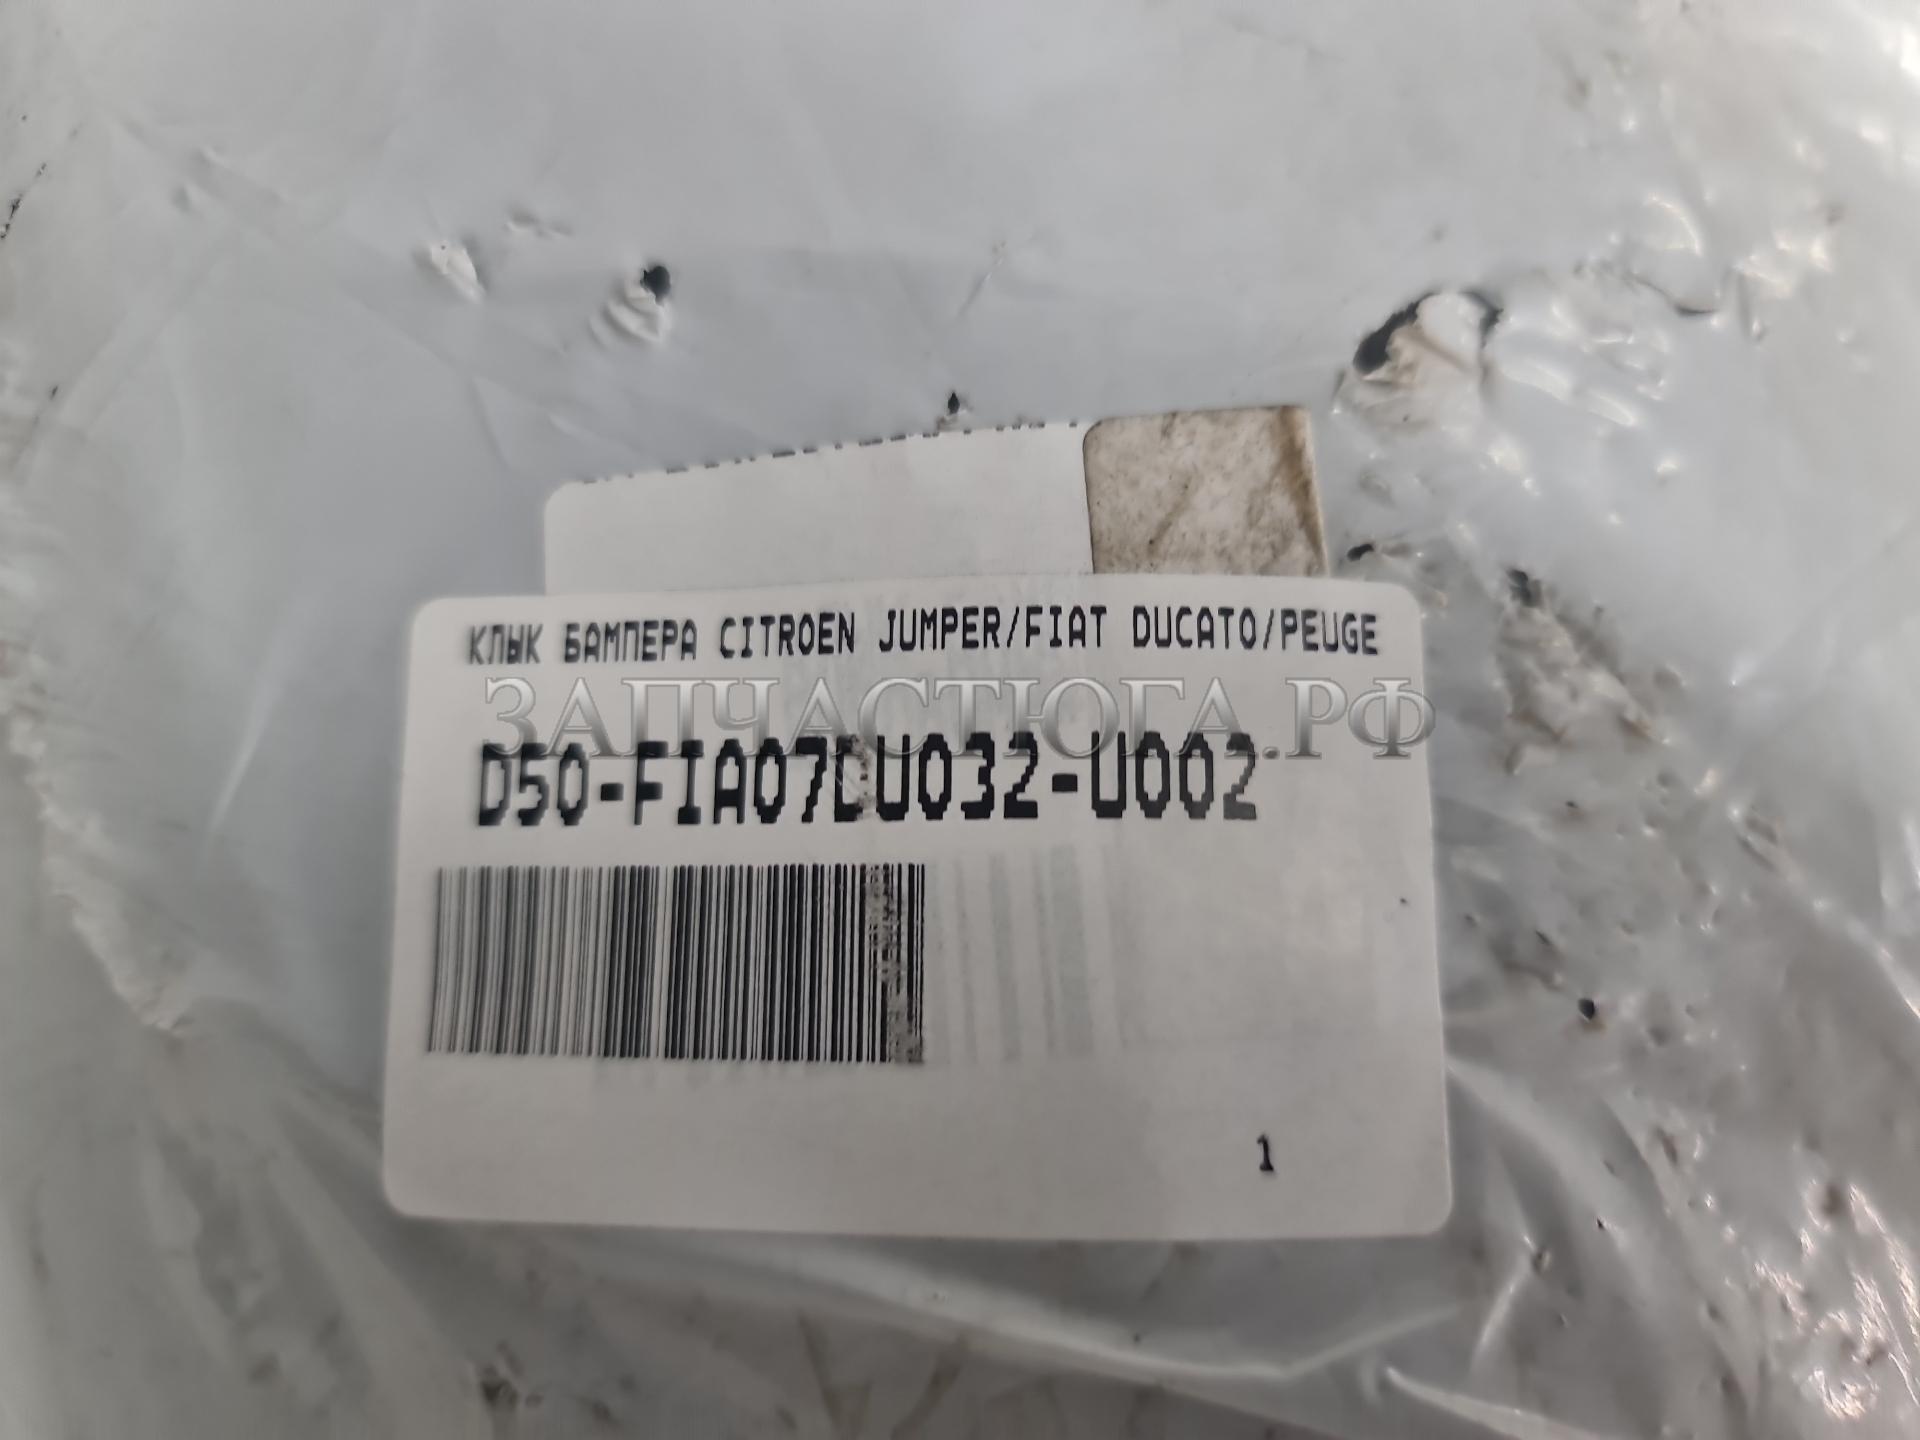 КЛЫК БАМПЕРА CITROEN JUMPER/FIAT DUCATO/PEUGE
ЗАПЧАСТЮГА.РФ
D50-FIA07DU032-U002
1